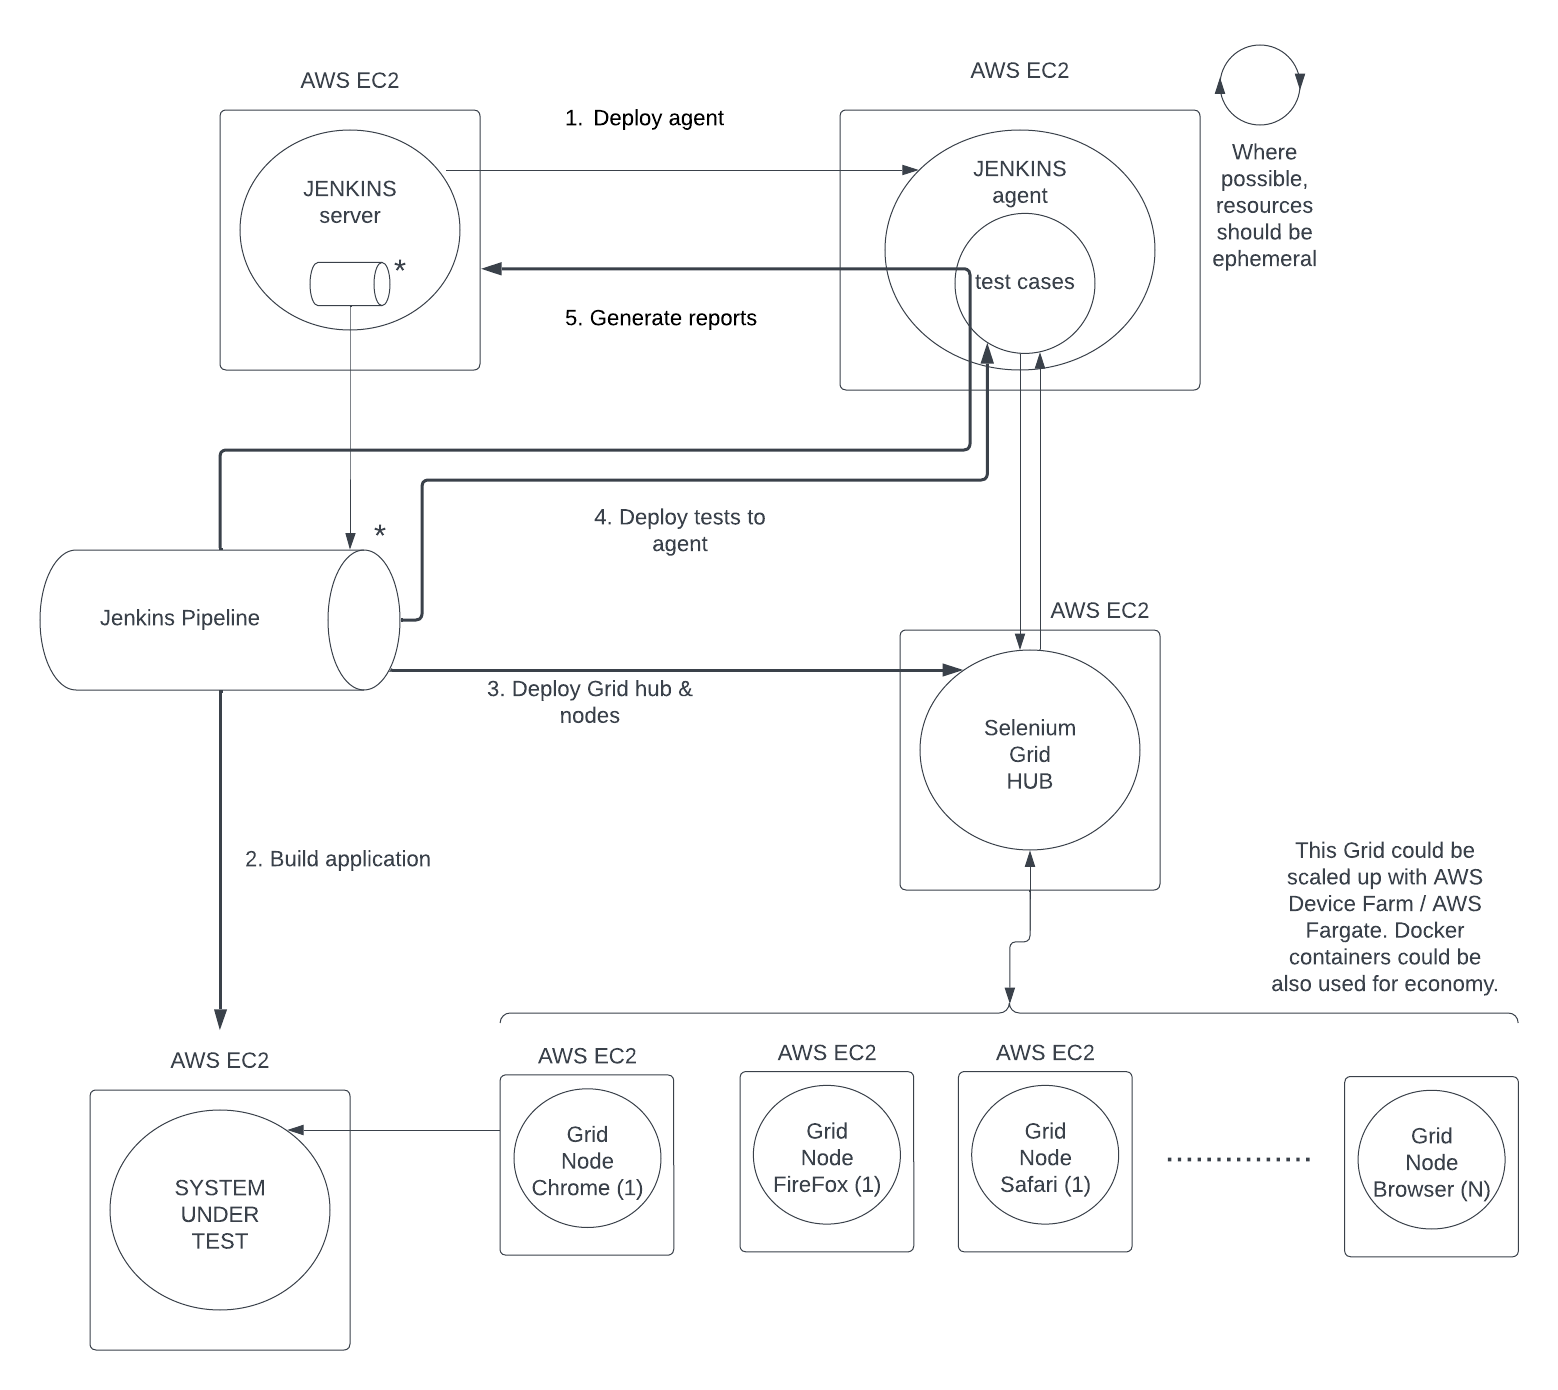 AWS EC2
AWS EC2
1. Deploy agent
JENKINS
server
*
JENKINS
agent
test cases
Where
possible,
resources
should be
ephemeral
5. Generate reports
4. Deploy tests to
agent
*
Jenkins Pipeline
AWS EC2
3. Deploy Grid hub &
nodes
Selenium
Grid
HUB
2. Build application
This Grid could be
scaled up with AWS
Device Farm / AWS
Fargate. Docker
containers could be
also used for economy.
AWS EC2
SYSTEM
UNDER
TEST
AWS EC2
Grid
Node
Chrome (1)
AWS EC2
Grid
Node
FireFox (1)
AWS EC2
Grid
Node
Safari (1)
Grid
Node
Browser (N)